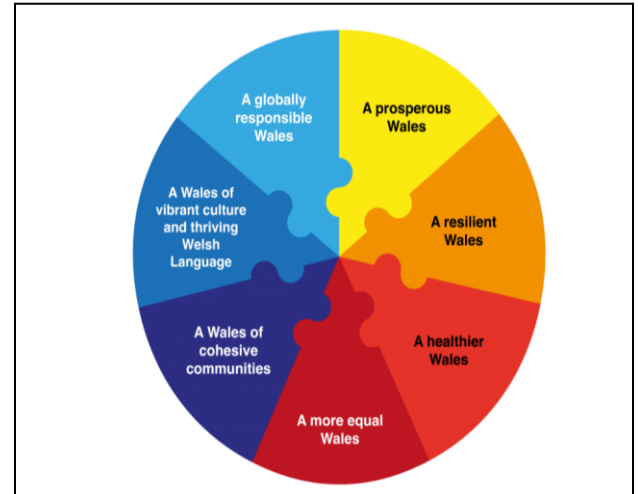 A prosperous
Wales
A resilient
Wales
A healthier
Wales
A more equal
Wales
A Wales of
cohesive
communities
A Wales of
vibrant culture
and thriving
Welsh
Language
A globally
responsible
Wales